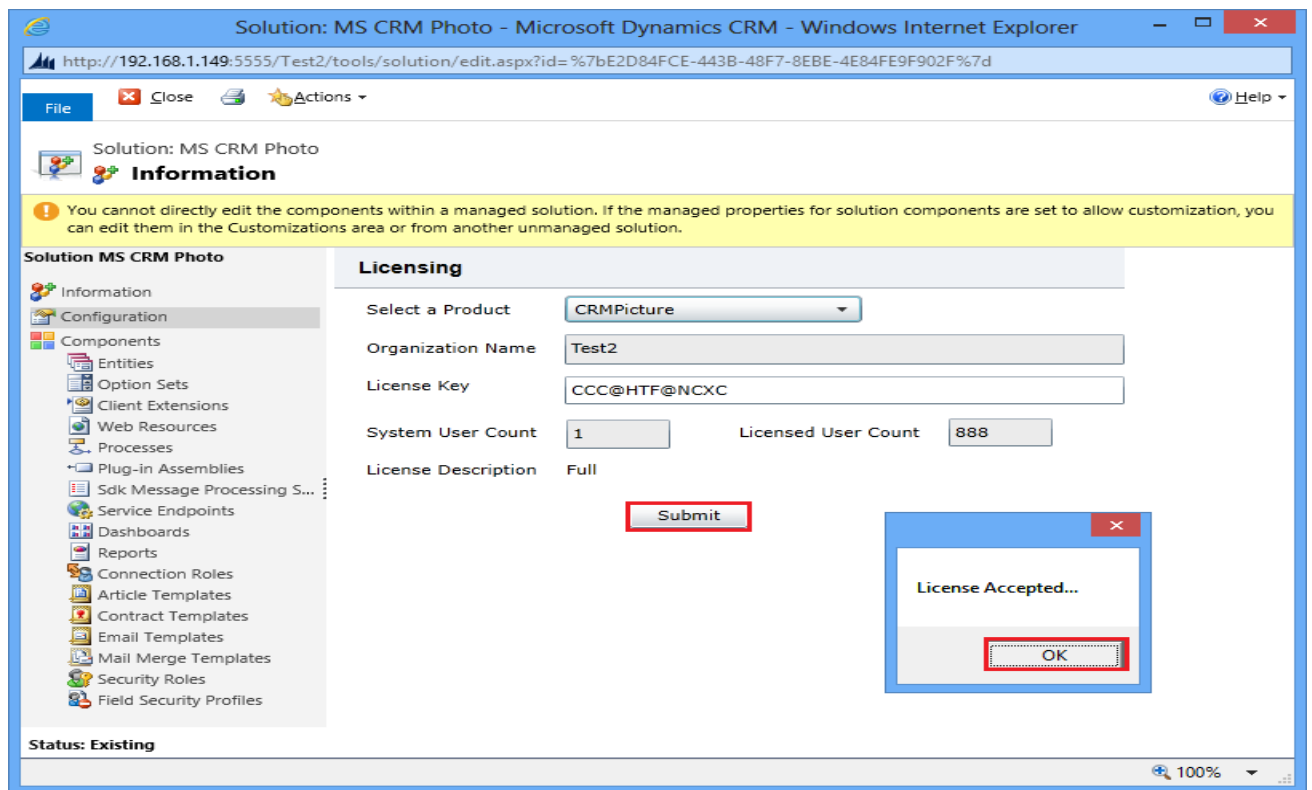 Solution: MS CRM Photo - Microsoft Dynamics CRM - Windows Internet Explorer
http://192.168.1.149:5555/Test2/tools/solution/edit.aspx?id=%7bE2D84FCE-443B-48F7-8EBE-4E84FE9F902F%7d
File Close Actions Help
Solution: MS CRM Photo
Information
You cannot directly edit the components within a managed solution. If the managed properties for solution components are set to allow customization, you
can edit them in the Customizations area or from another unmanaged solution.
Solution MS CRM Photo
Information
Configuration
Components
Entities
Option Sets
Client Extensions
Web Resources
Processes
Plug-in Assemblies
Sdk Message Processing S...
Service Endpoints
Dashboards
Reports
Connection Roles
Article Templates
Contract Templates
Email Templates
Mail Merge Templates
Security Roles
Field Security Profiles
Licensing
Select a Product CRMPicture
Organization Name Test2
License Key CCC@HTF@NCXC
System User Count 1 Licensed User Count 888
License Description Full
Submit
License Accepted...
OK
Status: Existing
100%